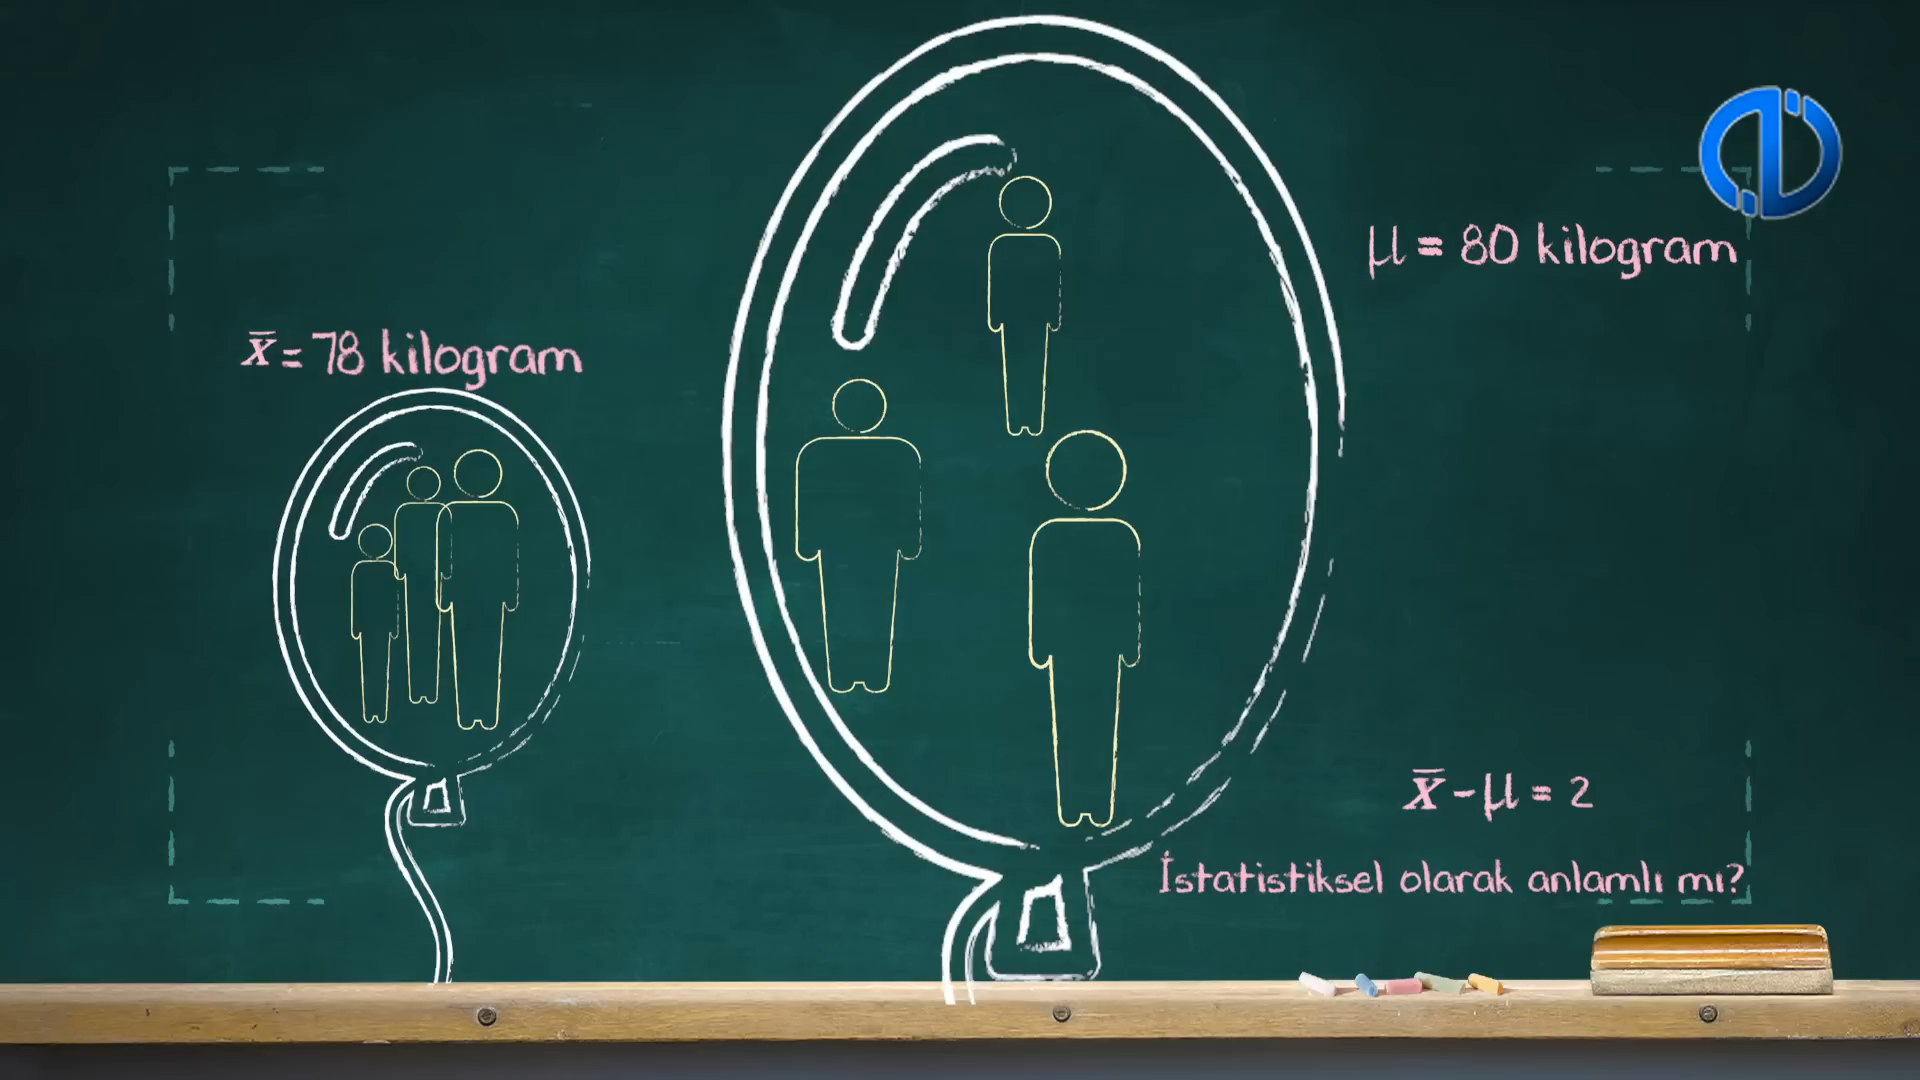 μ = 80 kilogram
x̄ = 78 kilogram
x̄ - μ = 2
İstatistiksel olarak anlamlı mı?